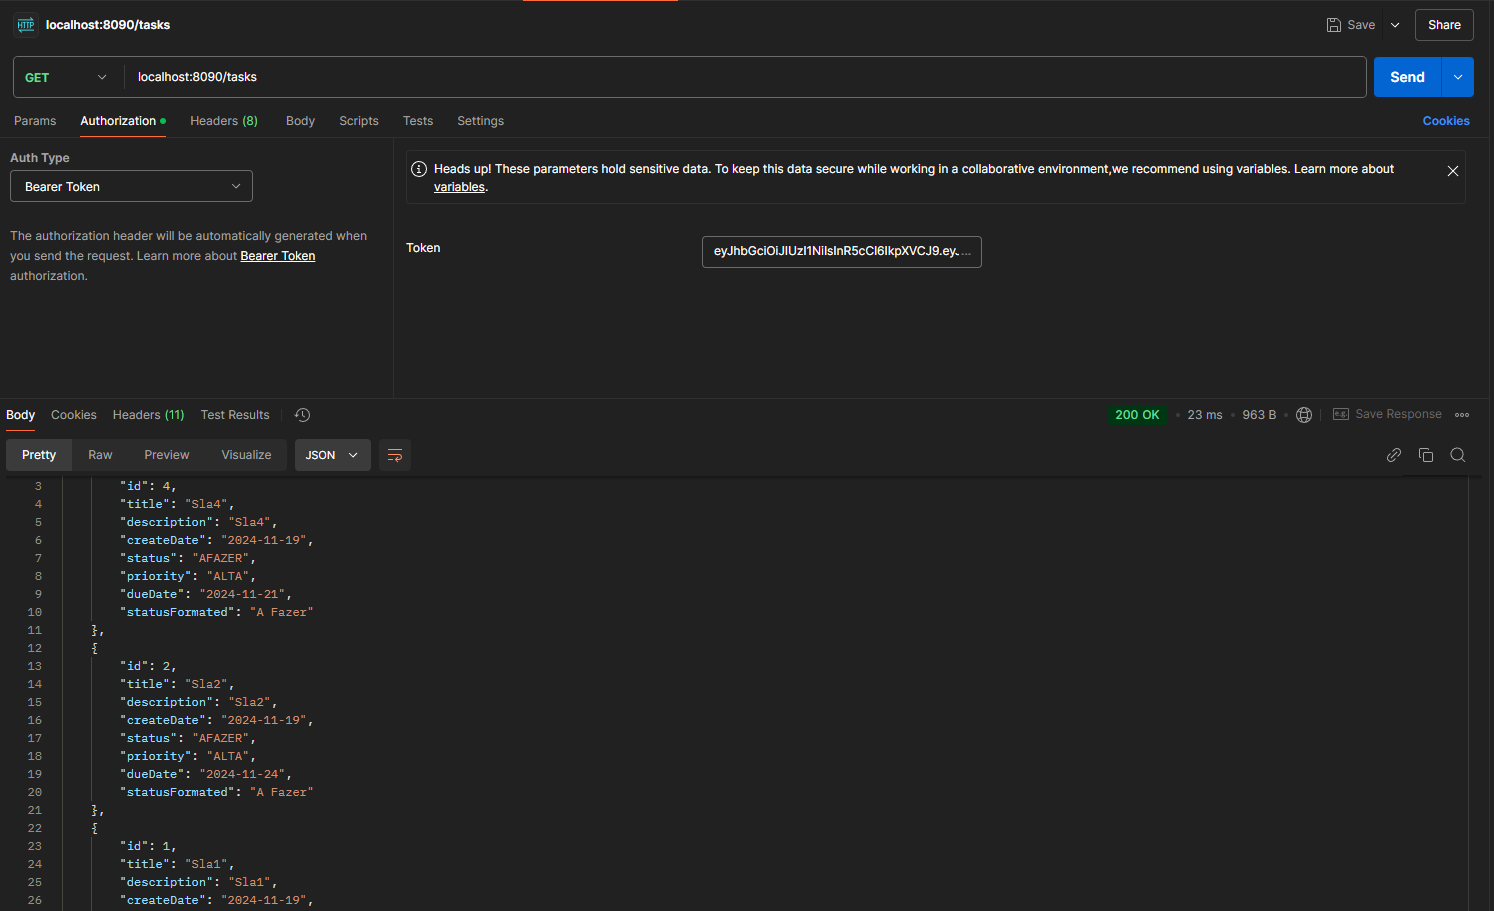 HTTP localhost:8090/tasks Save Share
GET localhost:8090/tasks Send
Params Authorization Headers (8) Body Scripts Tests Settings Cookies
Auth Type
Bearer Token
The authorization header will be automatically generated when
you send the request. Learn more about Bearer Token
authorization.
Heads up! These parameters hold sensitive data. To keep this data secure while working in a collaborative environment,we recommend using variables. Learn more about
variables.
Token eyJhbGciOiJIUzI1NiIsInR5cCI6IkpXVCJ9.ey. ...
Body Cookies Headers (11) Test Results 200 OK 23 ms 963 B e.g. Save Response
Pretty Raw Preview Visualize JSON
3 "id": 4,
4 "title": "Sla4",
5 "description": "Sla4",
6 "createDate": "2024-11-19",
7 "status": "AFAZER",
8 "priority": "ALTA",
9 "dueDate": "2024-11-21",
10 "statusFormated": "A Fazer"
11 },
12 {
13 "id": 2,
14 "title": "Sla2",
15 "description": "Sla2",
16 "createDate": "2024-11-19",
17 "status": "AFAZER",
18 "priority": "ALTA",
19 "dueDate": "2024-11-24",
20 "statusFormated": "A Fazer"
21 },
22 {
23 "id": 1,
24 "title": "Sla1",
25 "description": "Sla1",
26 "createDate": "2024-11-19",